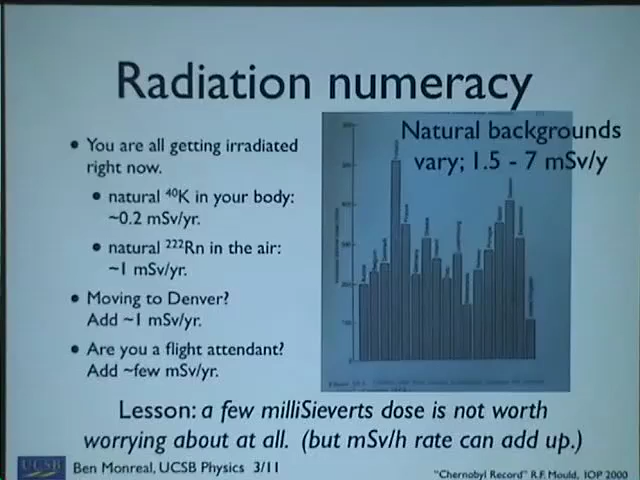 Radiation numeracy
• You are all getting irradiated
right now.
• natural ⁴⁰K in your body:
~0.2 mSv/yr.
• natural ²²²Rn in the air:
~1 mSv/yr.
• Moving to Denver?
Add ~1 mSv/yr.
• Are you a flight attendant?
Add ~few mSv/yr.
Natural backgrounds
vary; 1.5 - 7 mSv/y
Lesson: a few milliSieverts dose is not worth
worrying about at all. (but mSv/h rate can add up.)
UCSB
Ben Monreal, UCSB Physics 3/11
"Chernobyl Record" R.F. Mould, IOP 2000